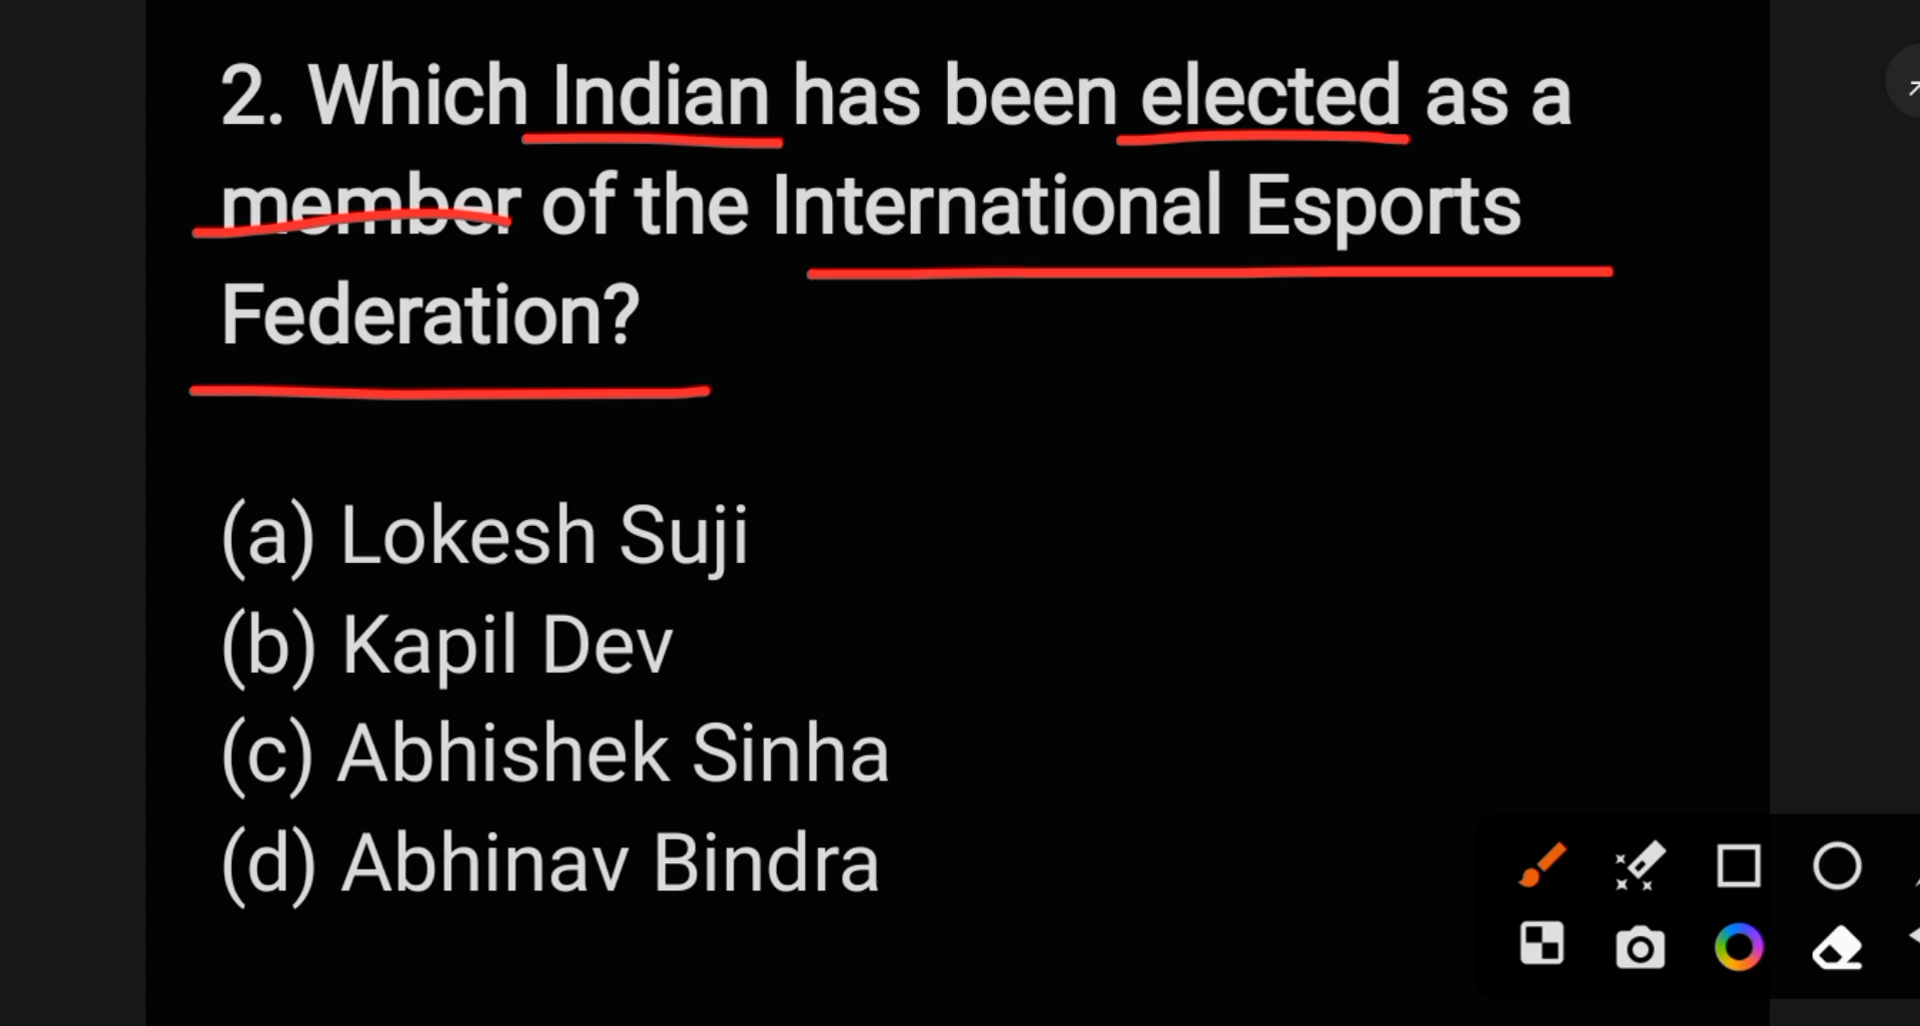 2. Which Indian has been elected as a
member of the International Esports
Federation?
(a) Lokesh Suji
(b) Kapil Dev
(c) Abhishek Sinha
(d) Abhinav Bindra